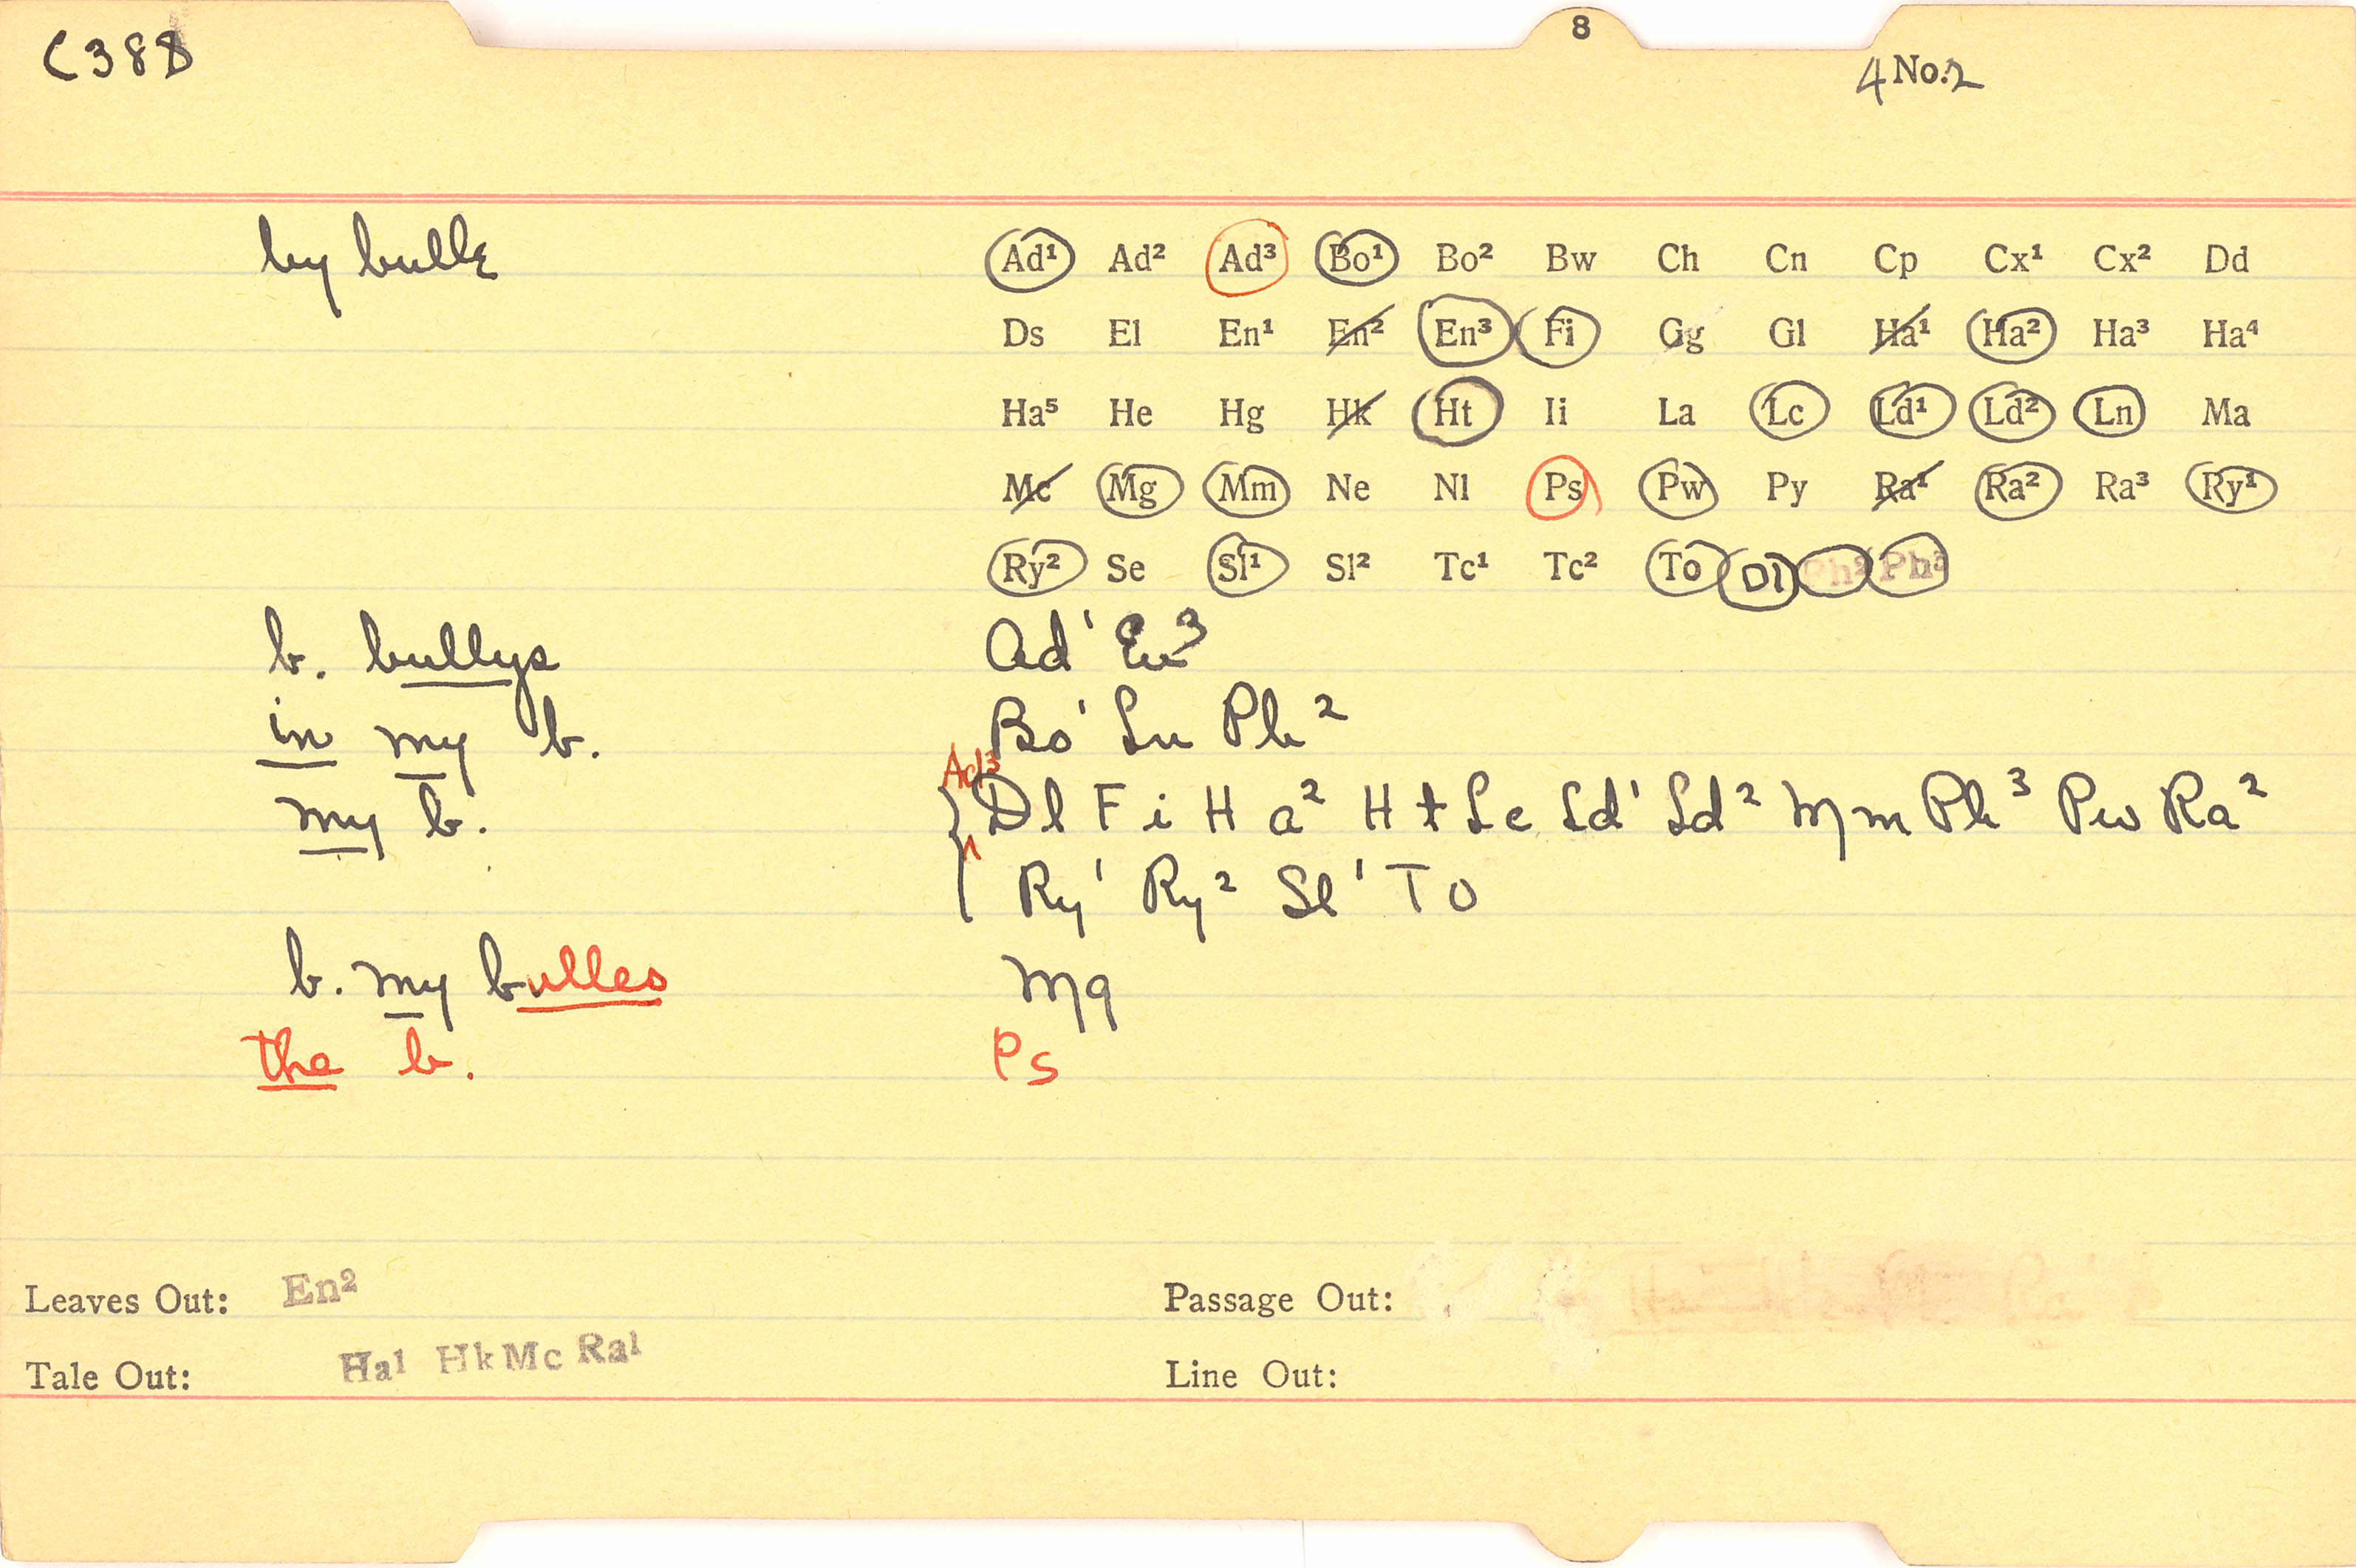 C388
8
4 No. 2
by bulle
Ad¹ Ad² Ad³ Bo¹ Bo² Bw Ch Cn Cp Cx¹ Cx² Dd
Ds El En¹ En² En³ Fi Gg Gl Ha¹ Ha² Ha³ Ha⁴
Ha⁵ He Hg Hk Ht Ii La Lc Ld¹ Ld² Ln Ma
Mc Mg Mm Ne Nl Ps Pw Py Ra¹ Ra² Ra³ Ry¹
Ry² Se Sl¹ Sl² Tc¹ Tc² To Dl Ph² Ph³
b. bullys Ad¹ En³
in my b. Bo¹ Ln Ph²
Ad³
my b. Dl Fi Ha² Ht Lc Ld¹ Ld² Mm Ph³ Pw Ra²
Ry¹ Ry² Sl¹ To
b. my bulles Mg
the b. Ps
Leaves Out: En² Passage Out:
Tale Out: Ha¹ Hk Mc Ra¹ Line Out: